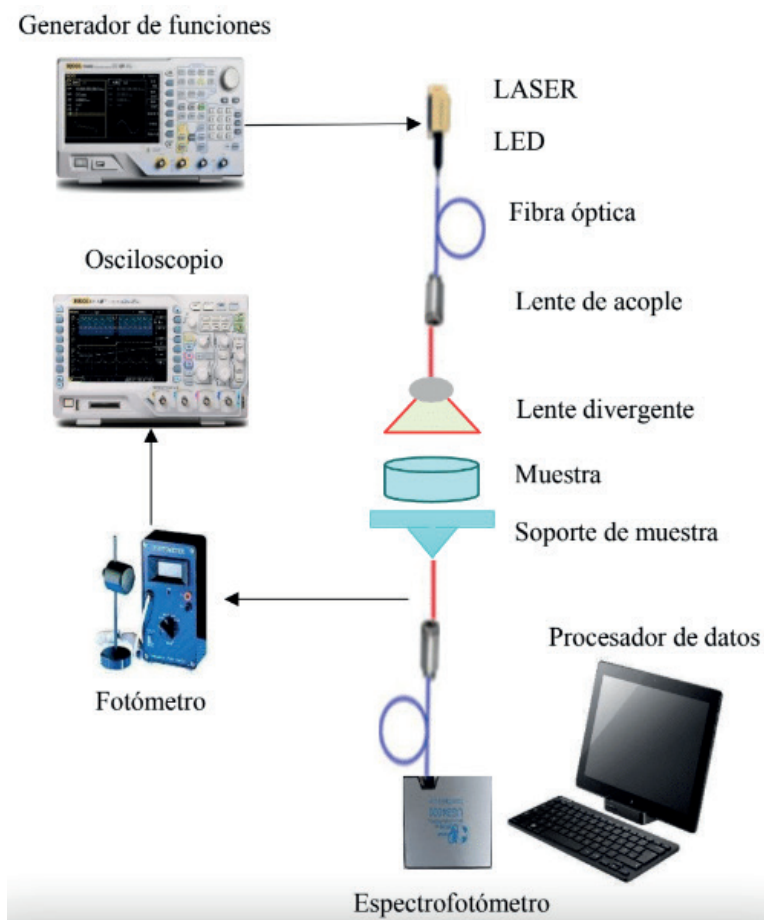 Generador de funciones
LASER
LED
Fibra óptica
Osciloscopio
Lente de acople
Lente divergente
Muestra
Soporte de muestra
Fotómetro
Procesador de datos
USB4000
Espectrofotómetro